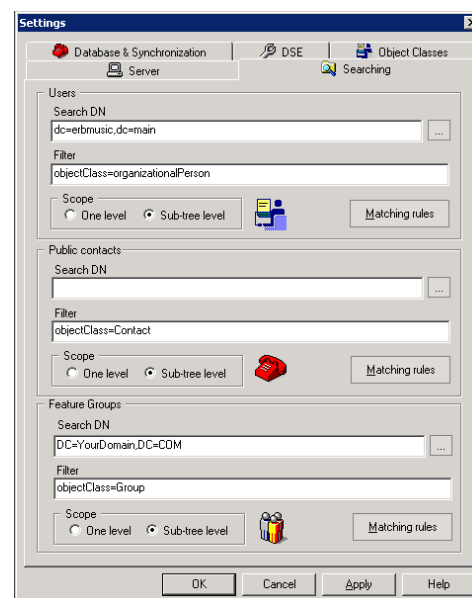 Settings
Database & Synchronization DSE Object Classes
Server Searching
Users
Search DN
dc=erbmusic,dc=main
...
Filter
objectClass=organizationalPerson
Scope
One level Sub-tree level
Matching rules
Public contacts
Search DN
...
Filter
objectClass=Contact
Scope
One level Sub-tree level
Matching rules
Feature Groups
Search DN
DC=YourDomain,DC=COM
...
Filter
objectClass=Group
Scope
One level Sub-tree level
Matching rules
OK Cancel Apply Help